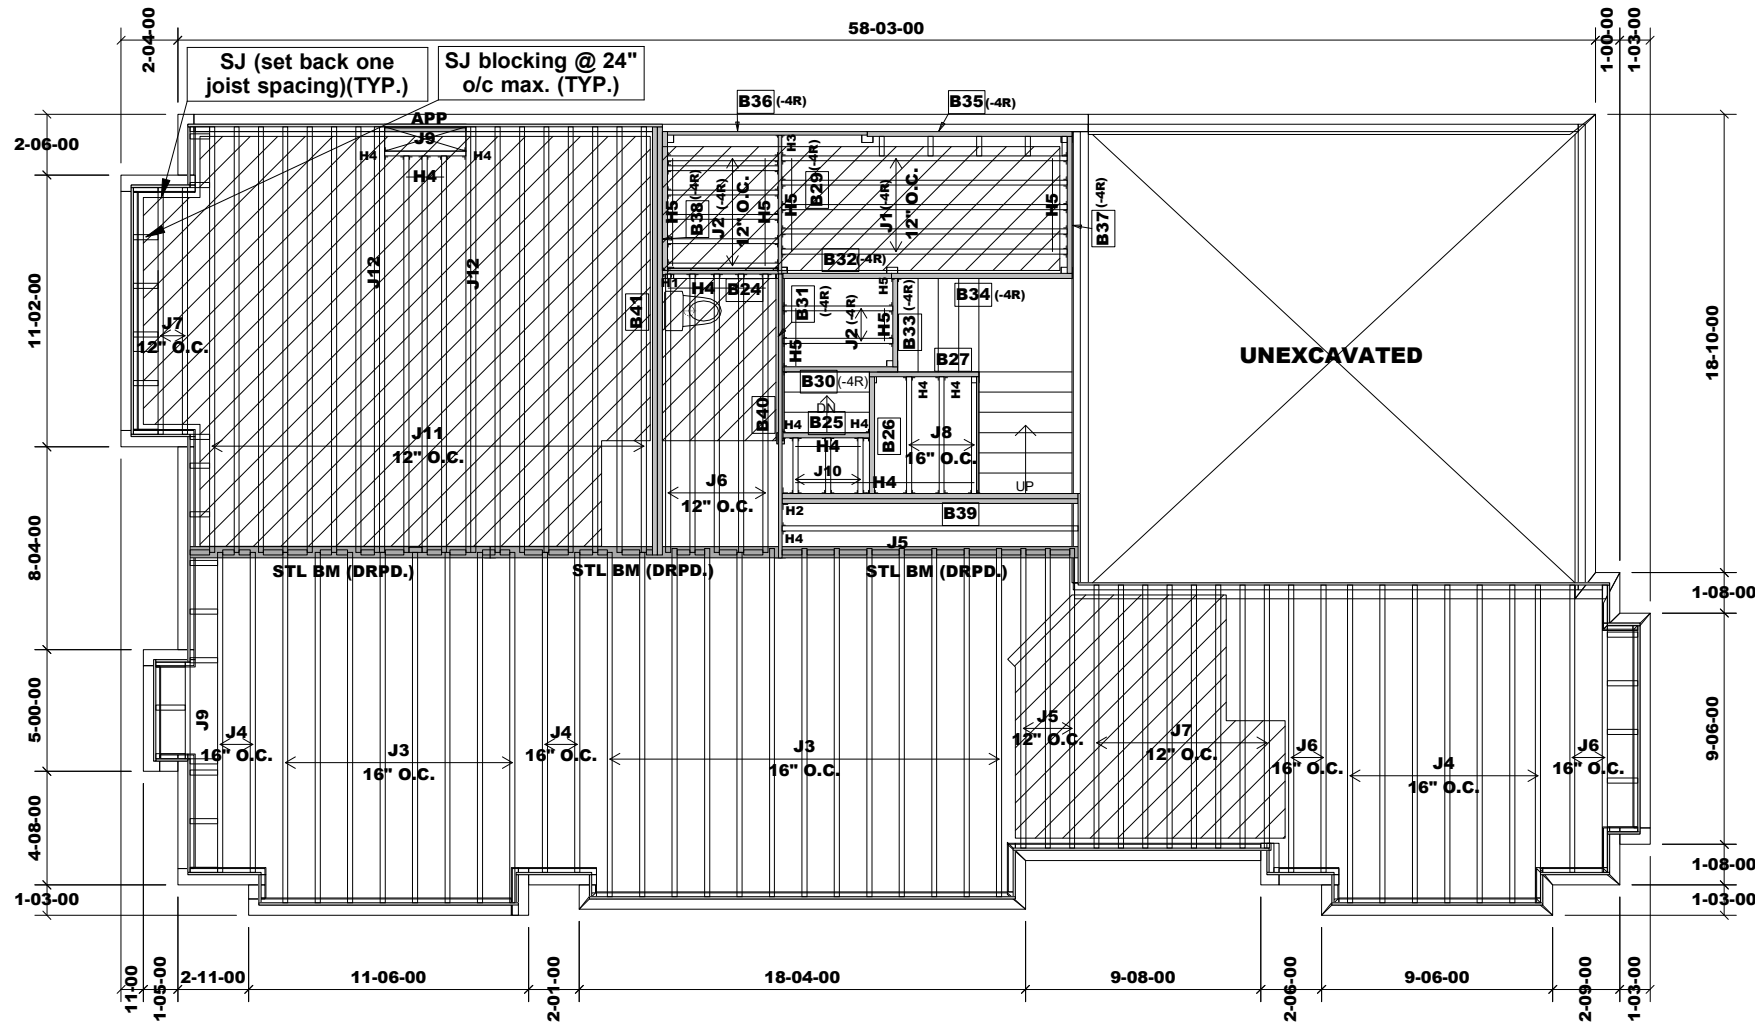 58-03-00
2-04-00
1-00-00
1-03-00
SJ (set back one
joist spacing)(TYP.)
SJ blocking @ 24"
o/c max. (TYP.)
B36 (-4R)
B35 (-4R)
APP
J9
H4
H4
H4
2-06-00
11-02-00
8-04-00
5-00-00
4-08-00
1-03-00
H3
H5
B38 (-4R)
J2 (-4R)
12" O.C.
H5
H5
B29 (-4R)
J1 (-4R)
12" O.C.
H5
B37 (-4R)
B32 (-4R)
J12
J12
H1
H4
B24
B41
B31 (-4R)
H5
J2 (-4R)
H5
H5
B33 (-4R)
B34 (-4R)
B27
J7
12" O.C.
UNEXCAVATED
18-10-00
B30 (-4R)
DN
H4
B25
H4
B40
B26
H4
H4
J8
16" O.C.
J11
12" O.C.
H4
J10
H4
UP
J6
12" O.C.
H2
B39
H4
J5
STL BM (DRPD.)
STL BM (DRPD.)
STL BM (DRPD.)
1-08-00
9-06-00
1-08-00
1-03-00
J9
J4
16" O.C.
J3
16" O.C.
J4
16" O.C.
J3
16" O.C.
J5
12" O.C.
J7
12" O.C.
J6
16" O.C.
J4
16" O.C.
J6
16" O.C.
11-00
1-05-00
2-11-00
11-06-00
2-01-00
18-04-00
9-08-00
2-06-00
9-06-00
2-09-00
1-03-00